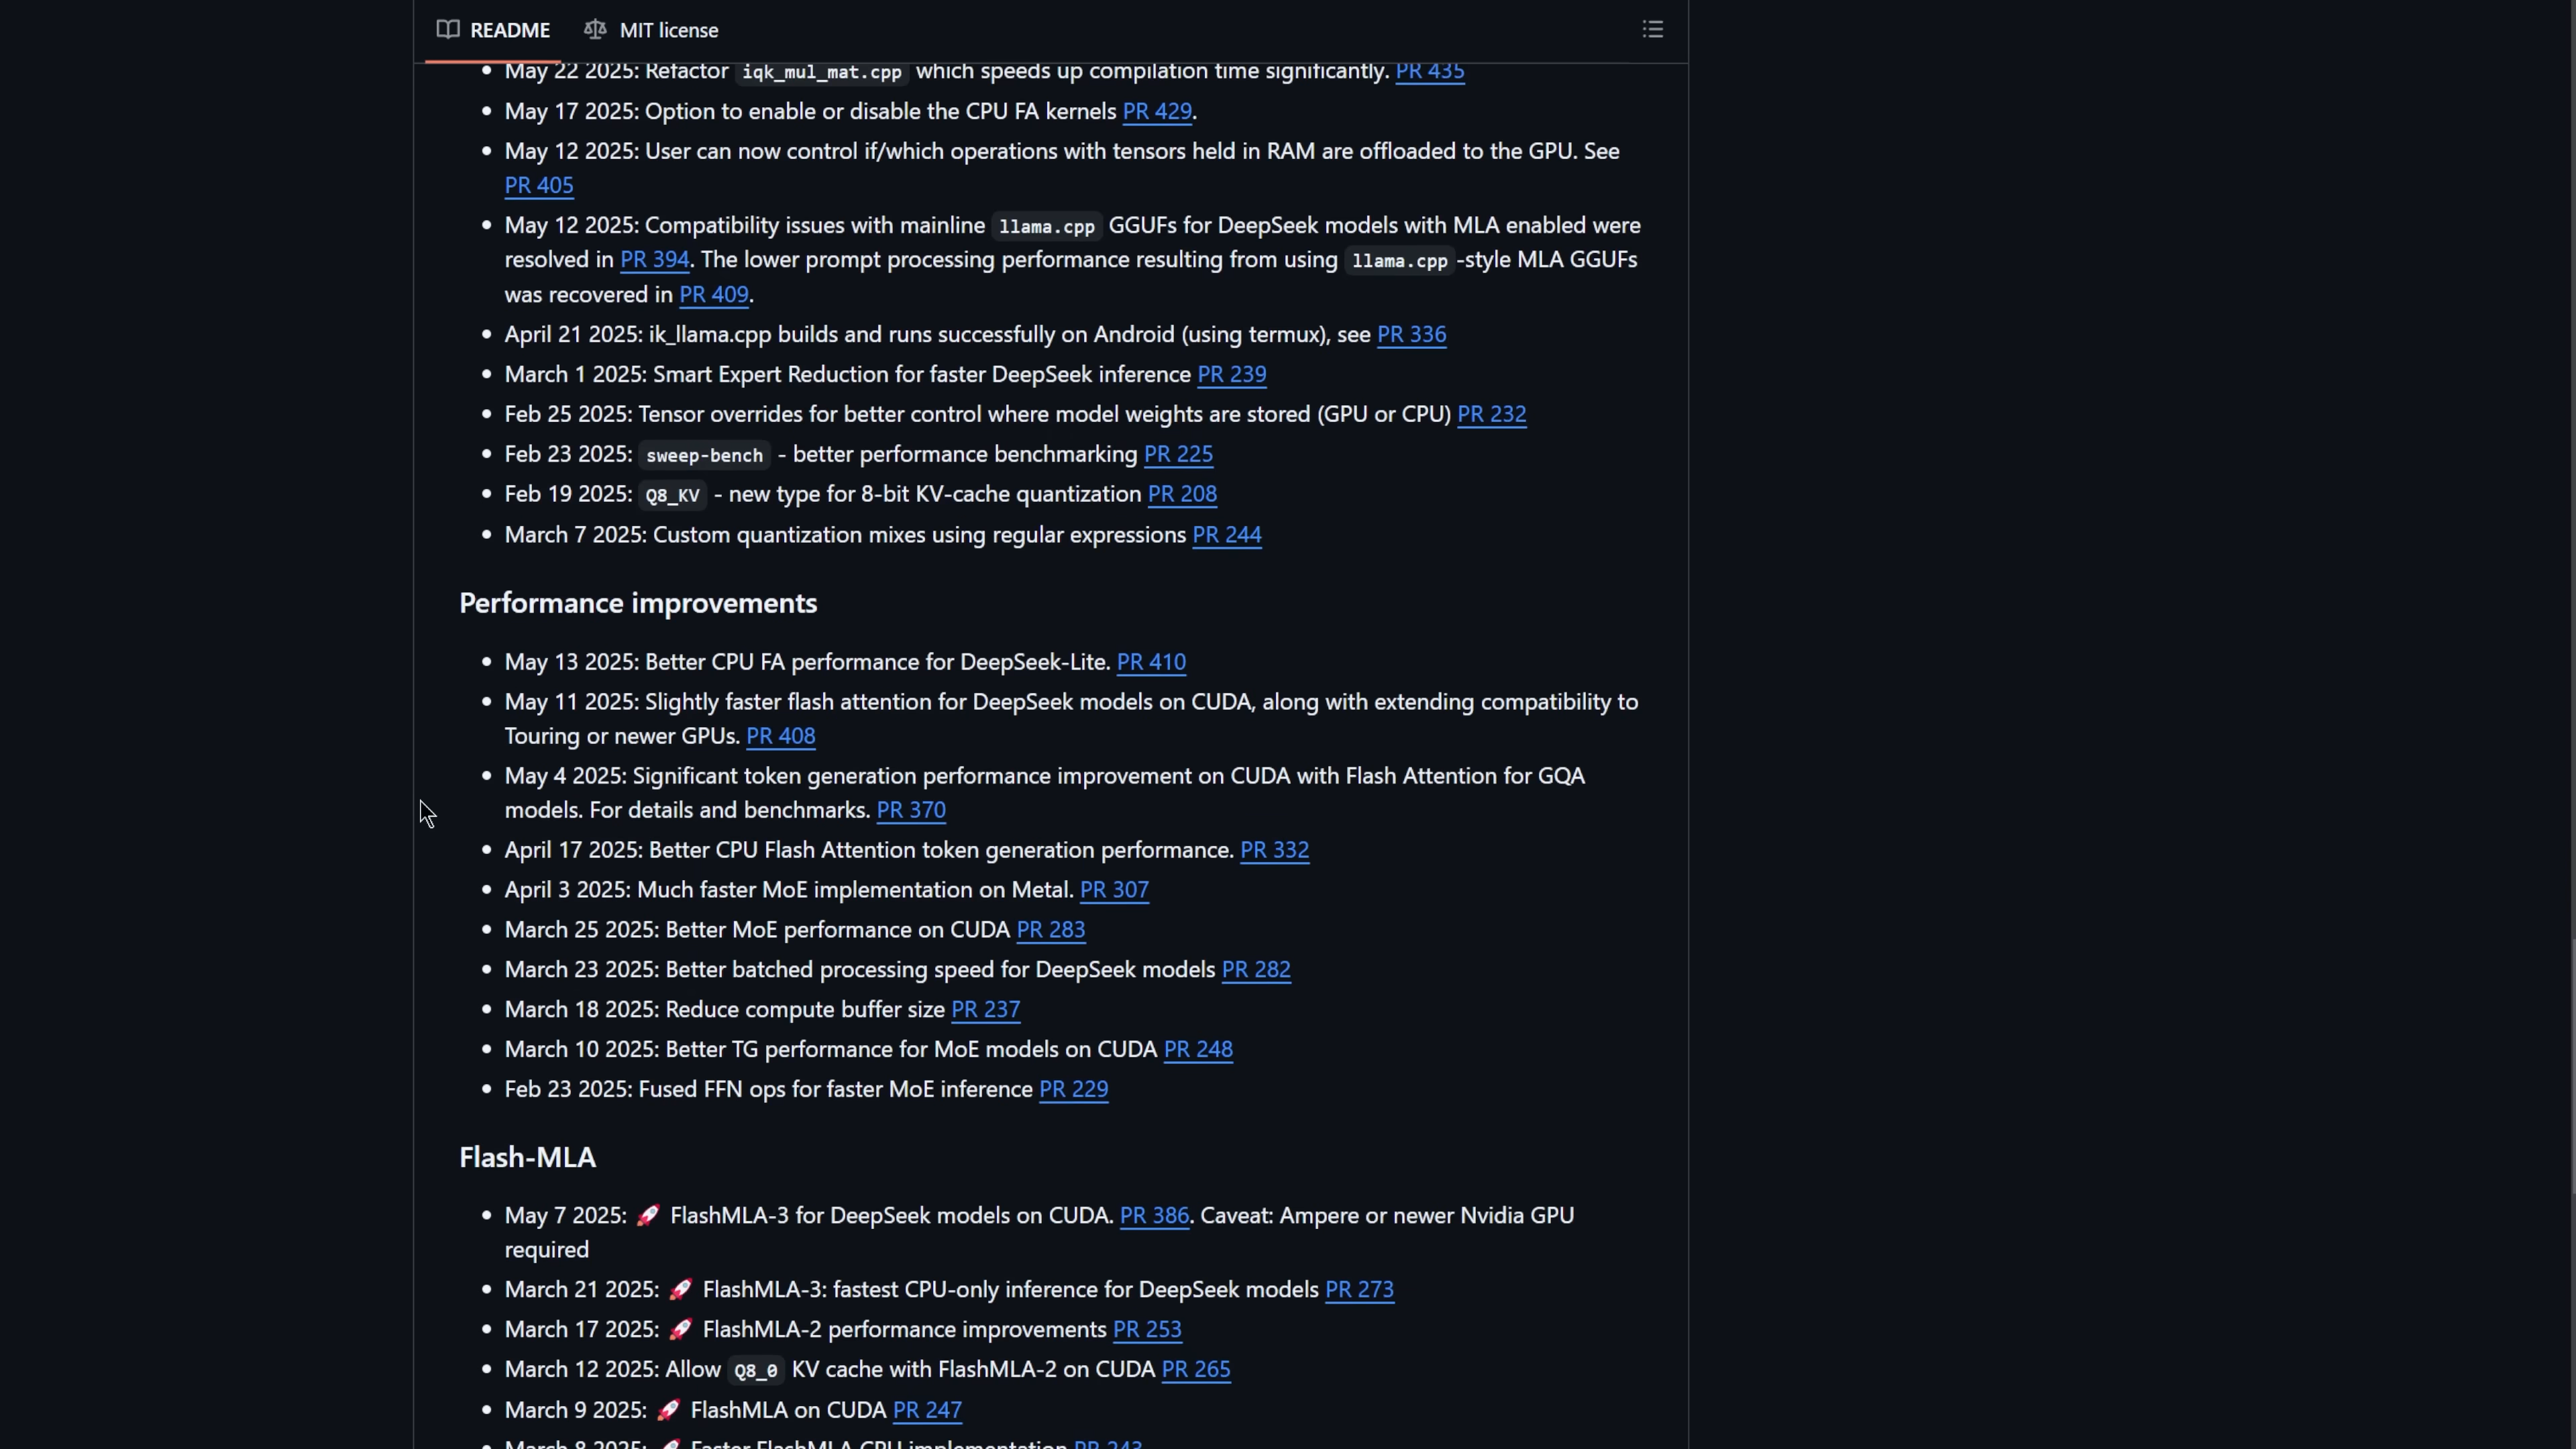 README
MIT license
May 22 2025: Refactor iqk_mul_mat.cpp which speeds up compilation time significantly. PR 435
May 17 2025: Option to enable or disable the CPU FA kernels PR 429.
May 12 2025: User can now control if/which operations with tensors held in RAM are offloaded to the GPU. See
PR 405
May 12 2025: Compatibility issues with mainline llama.cpp GGUFs for DeepSeek models with MLA enabled were
resolved in PR 394. The lower prompt processing performance resulting from using llama.cpp -style MLA GGUFs
was recovered in PR 409.
April 21 2025: ik_llama.cpp builds and runs successfully on Android (using termux), see PR 336
March 1 2025: Smart Expert Reduction for faster DeepSeek inference PR 239
Feb 25 2025: Tensor overrides for better control where model weights are stored (GPU or CPU) PR 232
Feb 23 2025: sweep-bench - better performance benchmarking PR 225
Feb 19 2025: Q8_KV - new type for 8-bit KV-cache quantization PR 208
March 7 2025: Custom quantization mixes using regular expressions PR 244
Performance improvements
May 13 2025: Better CPU FA performance for DeepSeek-Lite. PR 410
May 11 2025: Slightly faster flash attention for DeepSeek models on CUDA, along with extending compatibility to
Touring or newer GPUs. PR 408
May 4 2025: Significant token generation performance improvement on CUDA with Flash Attention for GQA
models. For details and benchmarks. PR 370
April 17 2025: Better CPU Flash Attention token generation performance. PR 332
April 3 2025: Much faster MoE implementation on Metal. PR 307
March 25 2025: Better MoE performance on CUDA PR 283
March 23 2025: Better batched processing speed for DeepSeek models PR 282
March 18 2025: Reduce compute buffer size PR 237
March 10 2025: Better TG performance for MoE models on CUDA PR 248
Feb 23 2025: Fused FFN ops for faster MoE inference PR 229
Flash-MLA
May 7 2025: 🚀 FlashMLA-3 for DeepSeek models on CUDA. PR 386. Caveat: Ampere or newer Nvidia GPU
required
March 21 2025: 🚀 FlashMLA-3: fastest CPU-only inference for DeepSeek models PR 273
March 17 2025: 🚀 FlashMLA-2 performance improvements PR 253
March 12 2025: Allow Q8_0 KV cache with FlashMLA-2 on CUDA PR 265
March 9 2025: 🚀 FlashMLA on CUDA PR 247
March 8 2025: 🚀 Faster FlashMLA CPU implementation PR 243